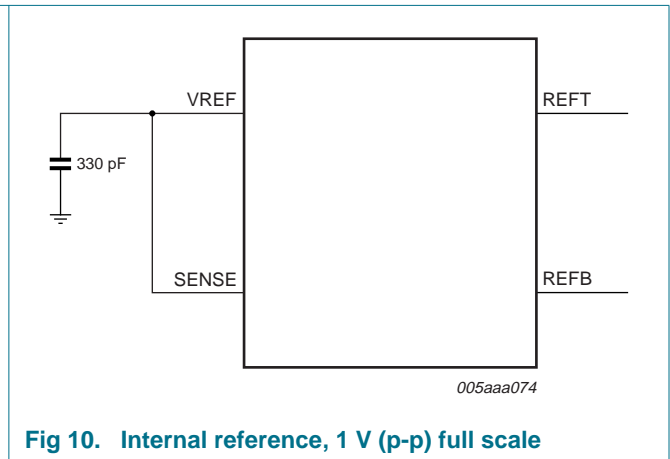 VREF
REFT
330 pF
SENSE
REFB
005aaa074
Fig 10. Internal reference, 1 V (p-p) full scale